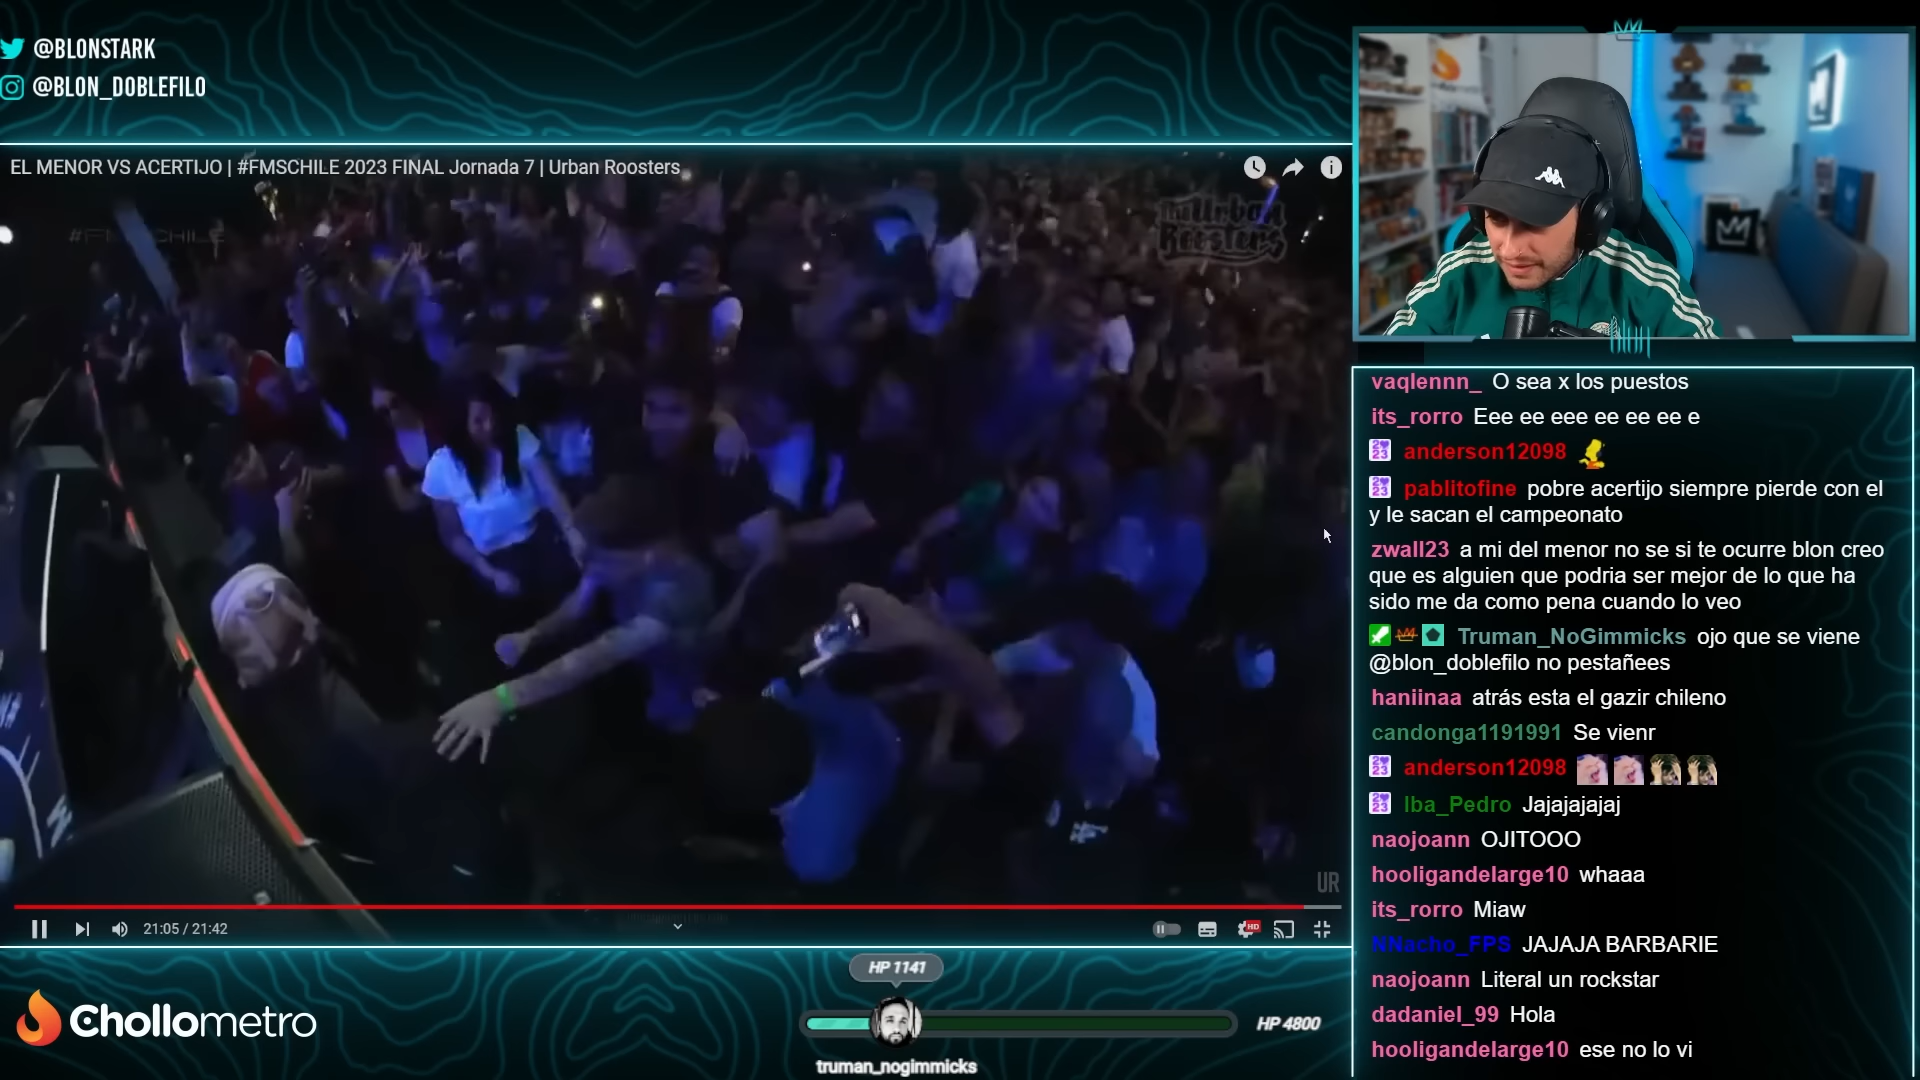 @BLONSTARK
@BLON_DOBLEFILO
EL MENOR VS ACERTIJO | #FMSCHILE 2023 FINAL Jornada 7 | Urban Roosters
#FMSCHILE
Urban
Roosters
UR
21:05 / 21:42
HD
Chollometro
HP 1141
HP 4800
truman_nogimmicks
vaqlennn_ O sea x los puestos
its_rorro Eee ee eee ee ee ee e
anderson12098
pablitofine pobre acertijo siempre pierde con el
y le sacan el campeonato
zwall23 a mi del menor no se si te ocurre blon creo
que es alguien que podria ser mejor de lo que ha
sido me da como pena cuando lo veo
Truman_NoGimmicks ojo que se viene
@blon_doblefilo no pestañees
haniinaa atrás esta el gazir chileno
candonga1191991 Se vienr
anderson12098
Iba_Pedro Jajajajajaj
naojoann OJITOOO
hooligandelarge10 whaaa
its_rorro Miaw
NNacho_FPS JAJAJA BARBARIE
naojoann Literal un rockstar
dadaniel_99 Hola
hooligandelarge10 ese no lo vi